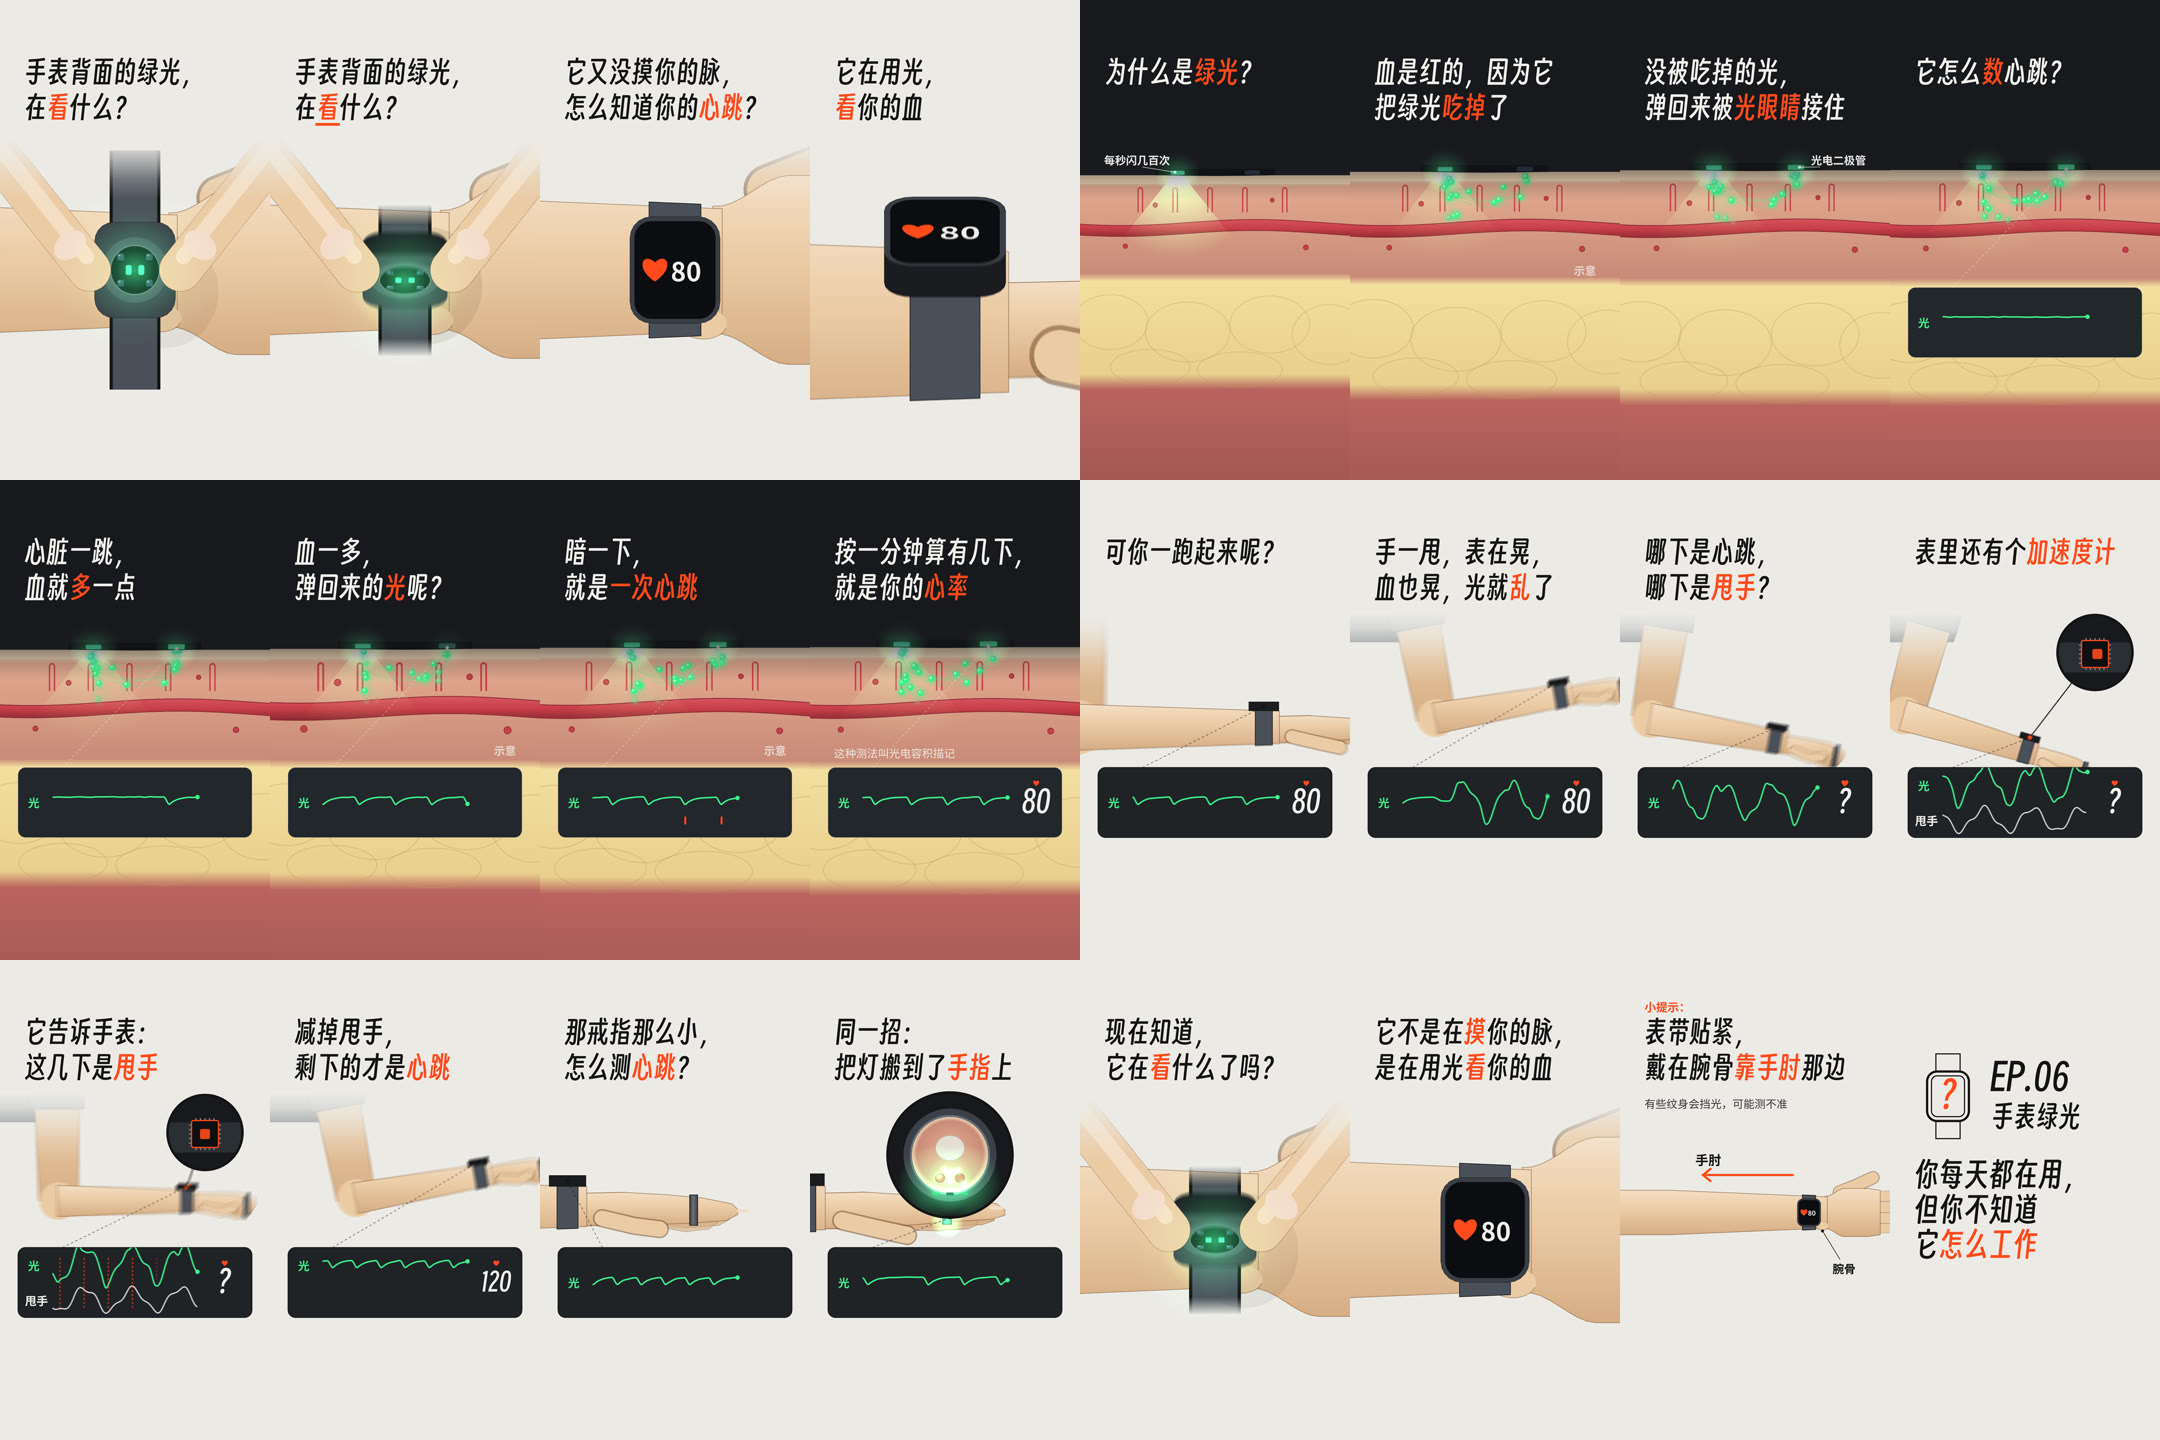 手表背面的绿光，
在看什么？
手表背面的绿光，
在看什么？
它又没摸你的脉，
怎么知道你的心跳？
80
它在用光，
看你的血
80
为什么是绿光？
每秒闪几百次
血是红的，因为它
把绿光吃掉了
示意
没被吃掉的光，
弹回来被光眼睛接住
光电二极管
它怎么数心跳？
光
心脏一跳，
血就多一点
光
血一多，
弹回来的光呢？
示意
光
暗一下，
就是一次心跳
示意
光
按一分钟算有几下，
就是你的心率
这种测法叫光电容积描记
光
80
可你一跑起来呢？
光
80
手一甩，表在晃，
血也晃，光就乱了
光
80
哪下是心跳，
哪下是甩手？
光
?
表里还有个加速度计
光
甩手
?
它告诉手表：
这几下是甩手
光
甩手
?
减掉甩手，
剩下的才是心跳
光
120
那戒指那么小，
怎么测心跳？
光
同一招：
把灯搬到了手指上
光
现在知道，
它在看什么了吗？
它不是在摸你的脉，
是在用光看你的血
80
小提示：
表带贴紧，
戴在腕骨靠手肘那边
有些纹身会挡光，可能测不准
手肘
80
腕骨
?
EP.06
手表绿光
你每天都在用，
但你不知道
它怎么工作